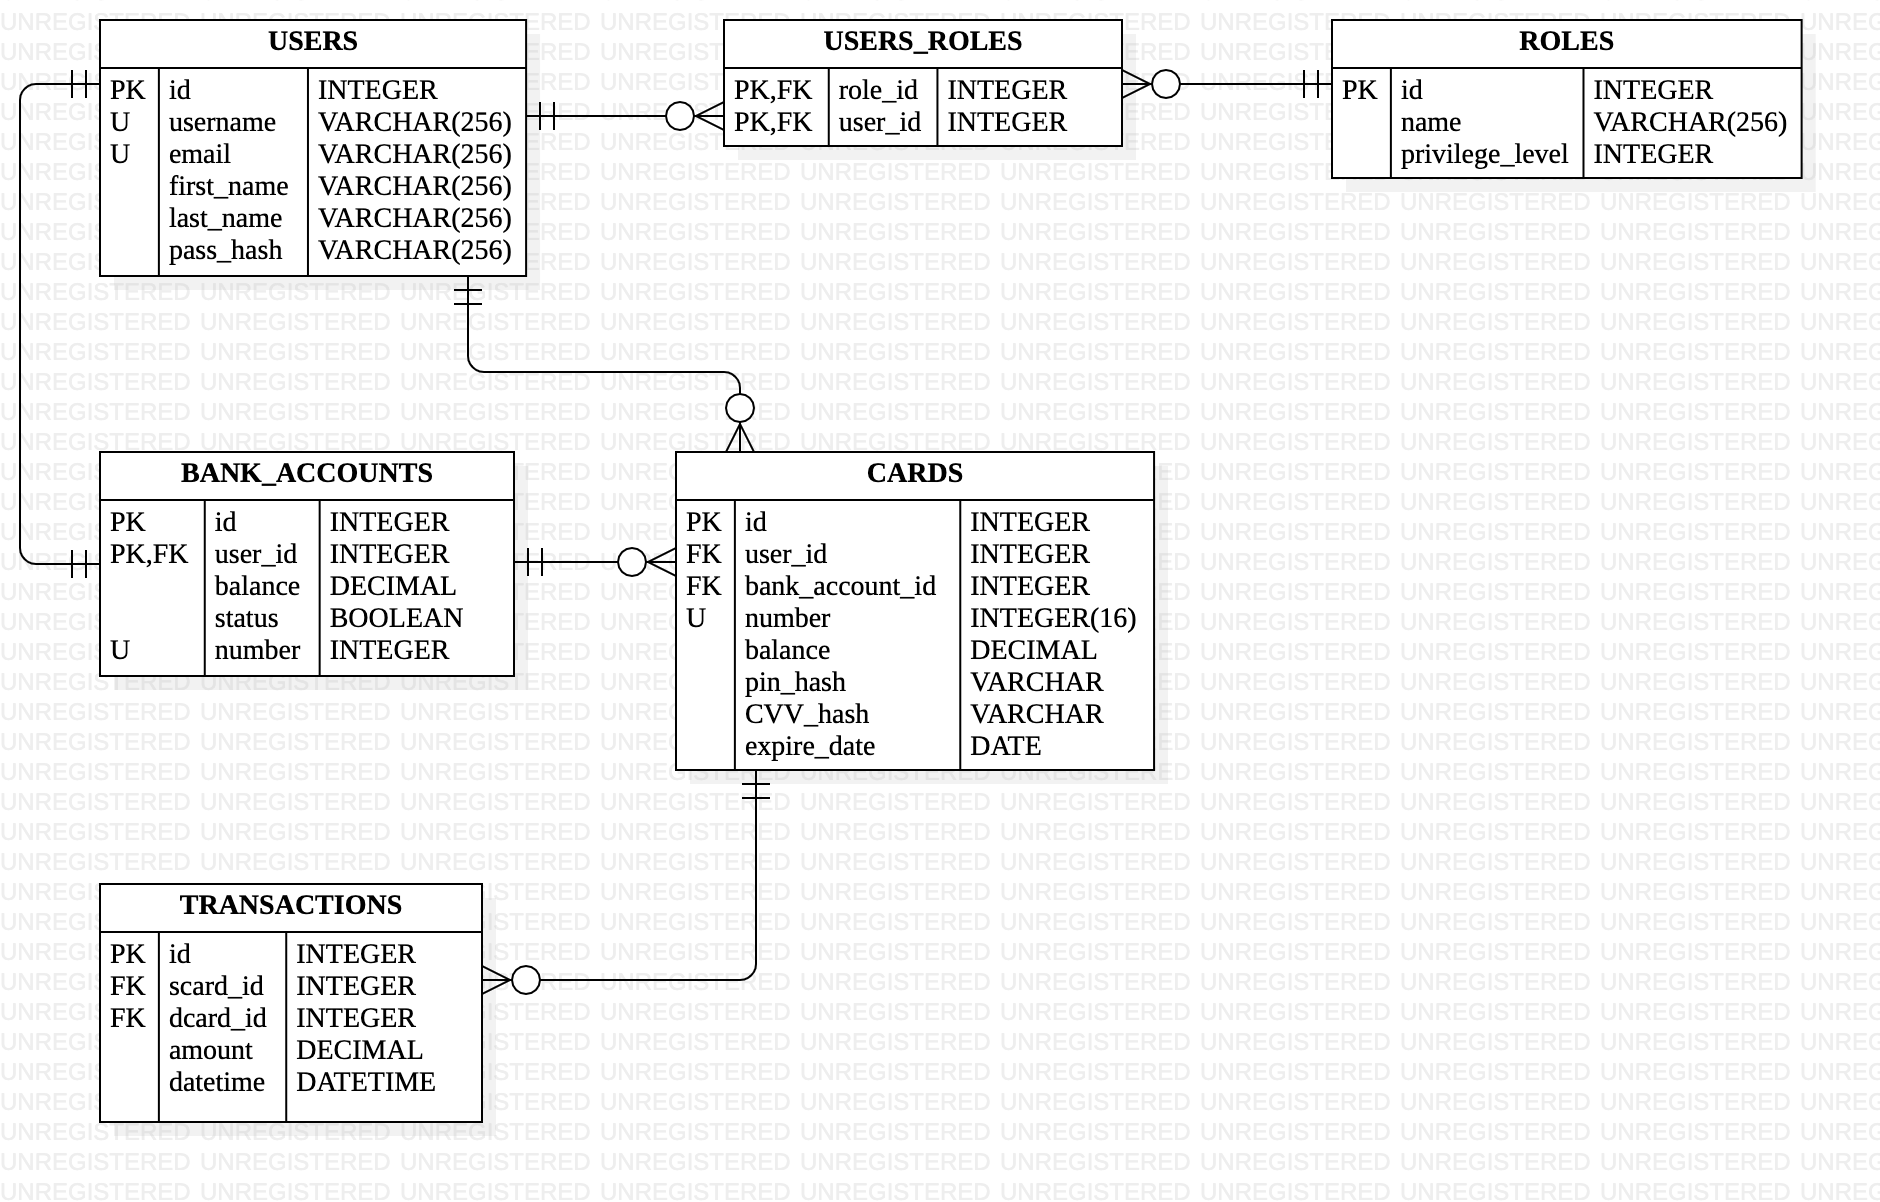 USERS
PK id INTEGER
U username VARCHAR(256)
U email VARCHAR(256)
first_name VARCHAR(256)
last_name VARCHAR(256)
pass_hash VARCHAR(256)
USERS_ROLES
PK,FK role_id INTEGER
PK,FK user_id INTEGER
ROLES
PK id INTEGER
name VARCHAR(256)
privilege_level INTEGER
BANK_ACCOUNTS
PK id INTEGER
PK,FK user_id INTEGER
balance DECIMAL
status BOOLEAN
U number INTEGER
CARDS
PK id INTEGER
FK user_id INTEGER
FK bank_account_id INTEGER
U number INTEGER(16)
balance DECIMAL
pin_hash VARCHAR
CVV_hash VARCHAR
expire_date DATE
TRANSACTIONS
PK id INTEGER
FK scard_id INTEGER
FK dcard_id INTEGER
amount DECIMAL
datetime DATETIME
UNREGISTERED